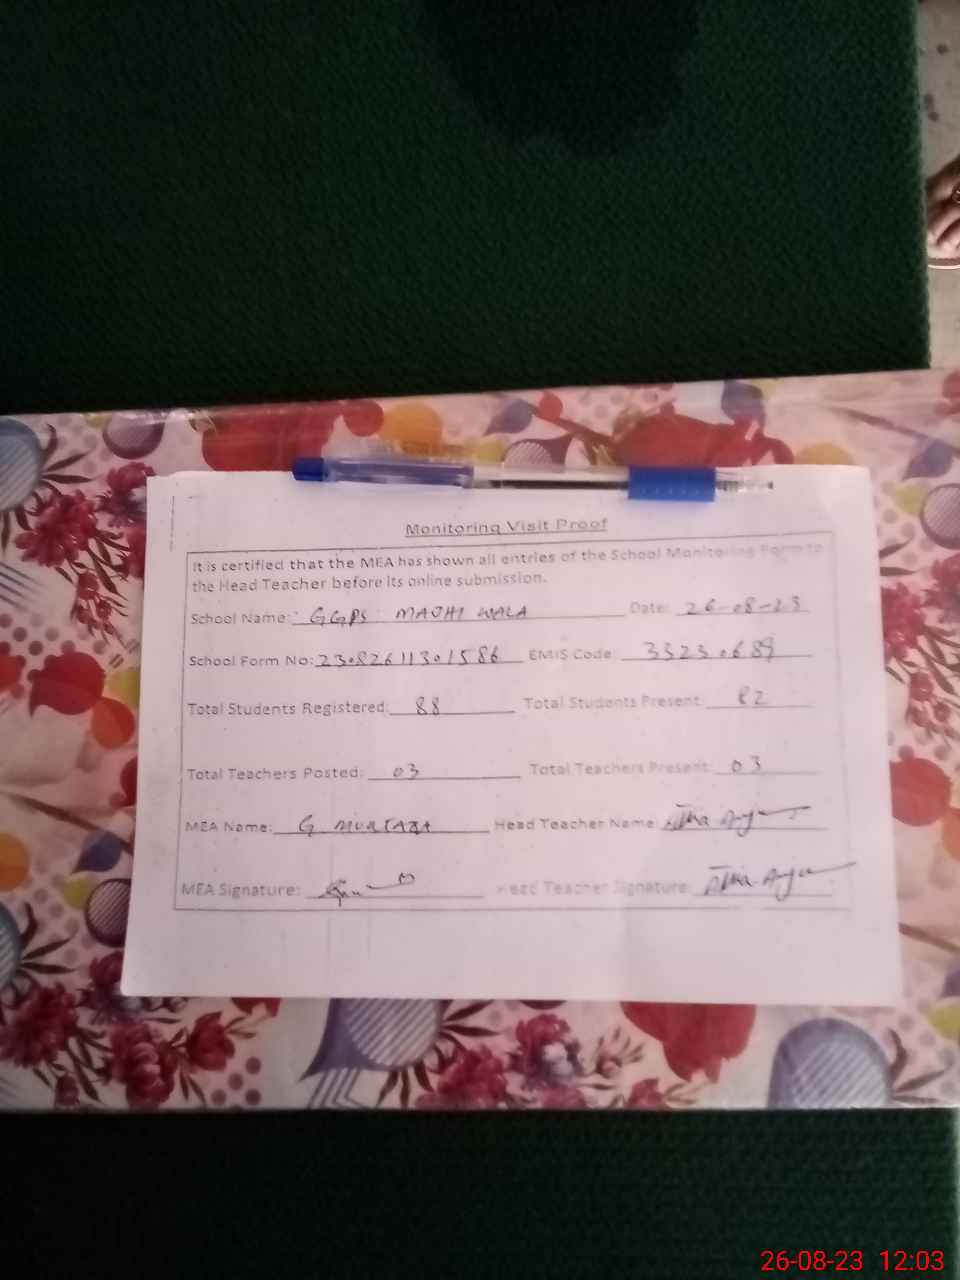 Monitoring Visit Proof
It is certified that the MEA has shown all entries of the School Monitoring Form to
the Head Teacher before its online submission.
School Name: GGPS MAJHI WALA Date: 26-08-23
School Form No: 23082611301586 EMIS Code: 33230689
Total Students Registered: 88 Total Students Present: 82
Total Teachers Posted: 03 Total Teachers Present: 03
MEA Name: G MURTAZA Head Teacher Name:
MEA Signature: Head Teacher Signature:
26-08-23 12:03